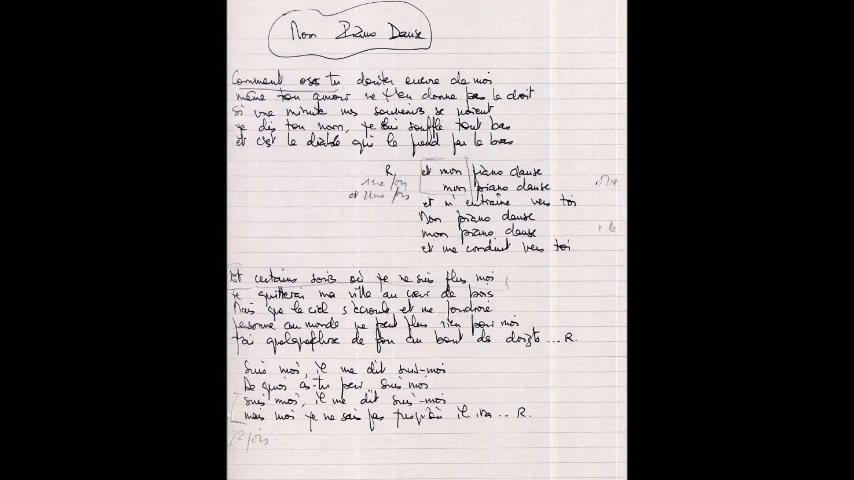 Mon Piano Danse
Comment oses tu douter encore de moi
même ton amour ne t'en donne pas le droit
Si une minute mes souvenirs se noient
je dis ton nom, je lui souffle tout bas
et c'est le diable qui le prend par le bras
R. et mon piano danse
1ère fois mon piano danse
et 2ème fois et m'entraîne vers toi
Mon piano danse
mon piano danse
et me conduit vers toi
Et certains soirs où je ne suis plus moi
je quitterai ma ville au cœur de bois
Mais que le ciel s'écroule et me foudroie
personne au monde ne peut plus rien pour moi
j'ai quelquechose de fou au bout de doigts ... R.
Suis moi, il me dit suis-moi
De quoi as-tu peur, suis moi
suis moi, il me dit suis-moi
mais moi je ne sais pas jusqu'où il ira ... R.
2 fois